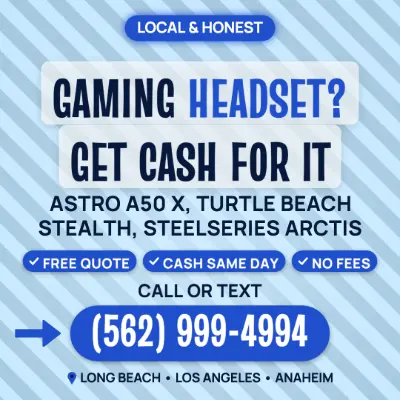 LOCAL & HONEST
GAMING HEADSET?
GET CASH FOR IT
ASTRO A50 X, TURTLE BEACH
STEALTH, STEELSERIES ARCTIS
✓ FREE QUOTE ✓ CASH SAME DAY ✓ NO FEES
CALL OR TEXT
(562) 999-4994
LONG BEACH • LOS ANGELES • ANAHEIM